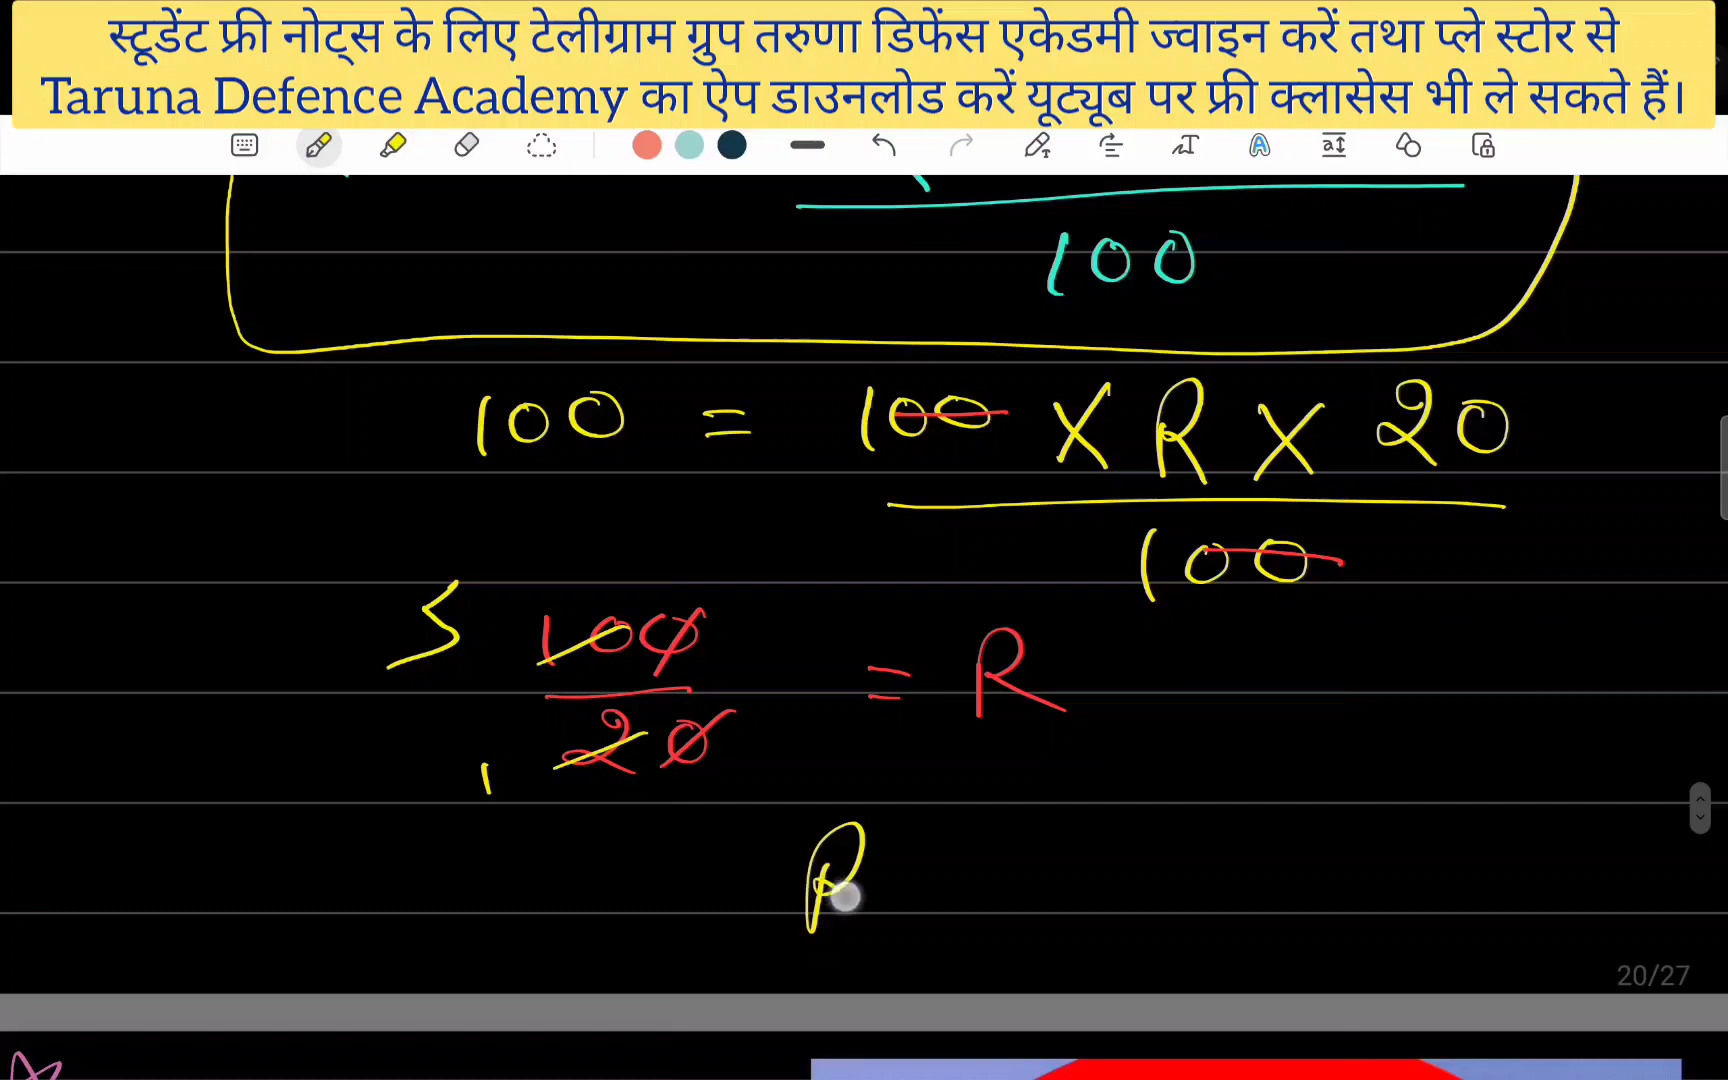 स्टूडेंट फ्री नोट्स के लिए टेलीग्राम ग्रुप तरुणा डिफेंस एकेडमी ज्वाइन करें तथा प्ले स्टोर से
Taruna Defence Academy का ऐप डाउनलोड करें यूट्यूब पर फ्री क्लासेस भी ले सकते हैं।
100
100 = 100 X R X 20
100
5 100
= R
1 20
R
20/27